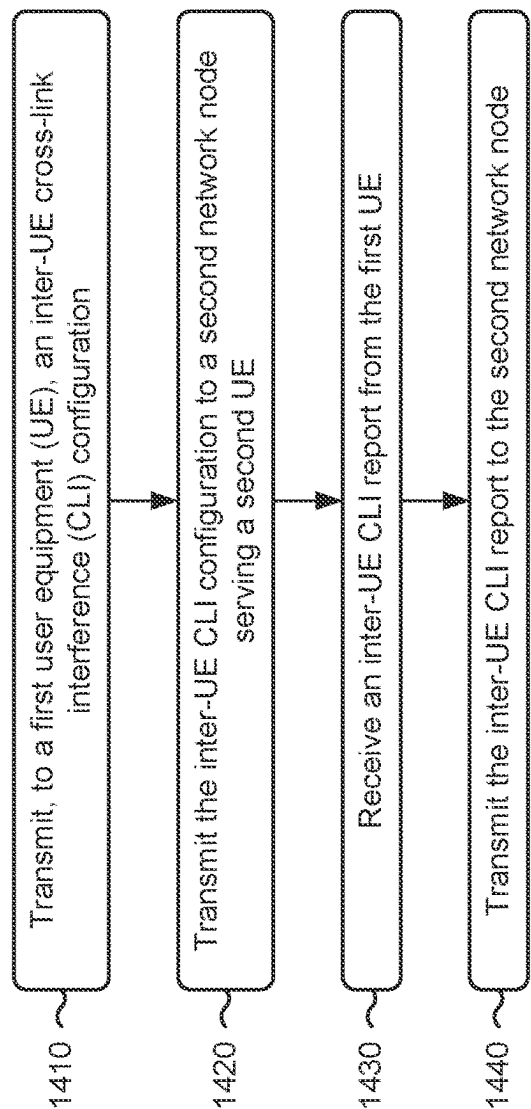 1410
Transmit, to a first user equipment (UE), an inter-UE cross-link
interference (CLI) configuration
1420
Transmit the inter-UE CLI configuration to a second network node
serving a second UE
1430
Receive an inter-UE CLI report from the first UE
1440
Transmit the inter-UE CLI report to the second network node